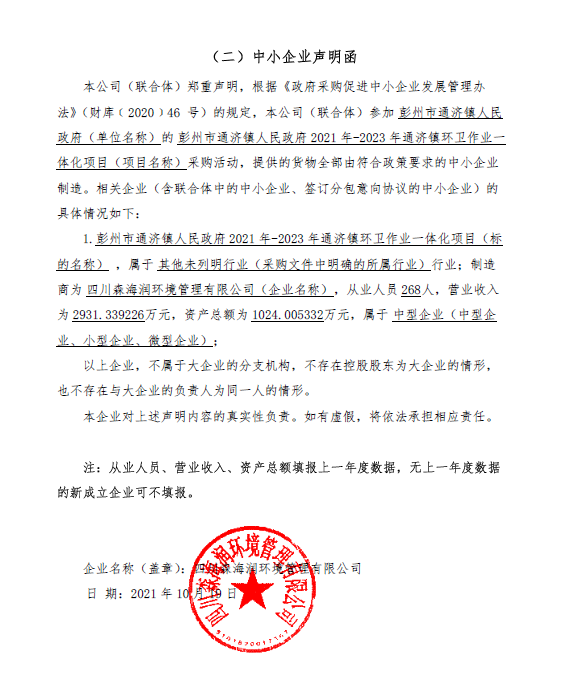 （二）中小企业声明函
本公司（联合体）郑重声明，根据《政府采购促进中小企业发展管理办
法》（财库﹝2020﹞46 号）的规定，本公司（联合体）参加 彭州市通济镇人民
政府（单位名称）的 彭州市通济镇人民政府 2021 年-2023 年通济镇环卫作业一
体化项目（项目名称）采购活动，提供的货物全部由符合政策要求的中小企业
制造。相关企业（含联合体中的中小企业、签订分包意向协议的中小企业）的
具体情况如下：
1. 彭州市通济镇人民政府 2021 年-2023 年通济镇环卫作业一体化项目（标
的名称） ，属于 其他未列明行业（采购文件中明确的所属行业）行业；制造
商为 四川森海润环境管理有限公司（企业名称），从业人员 268人，营业收入
为 2931.339226万元，资产总额为 1024.005332万元，属于 中型企业（中型企
业、小型企业、微型企业）；
以上企业，不属于大企业的分支机构，不存在控股股东为大企业的情形，
也不存在与大企业的负责人为同一人的情形。
本企业对上述声明内容的真实性负责。如有虚假，将依法承担相应责任。
注：从业人员、营业收入、资产总额填报上一年度数据，无上一年度数据
的新成立企业可不填报。
企业名称（盖章）：四川森海润环境管理有限公司
日 期：2021 年 10 月 19 日
四川森海润环境管理有限公司